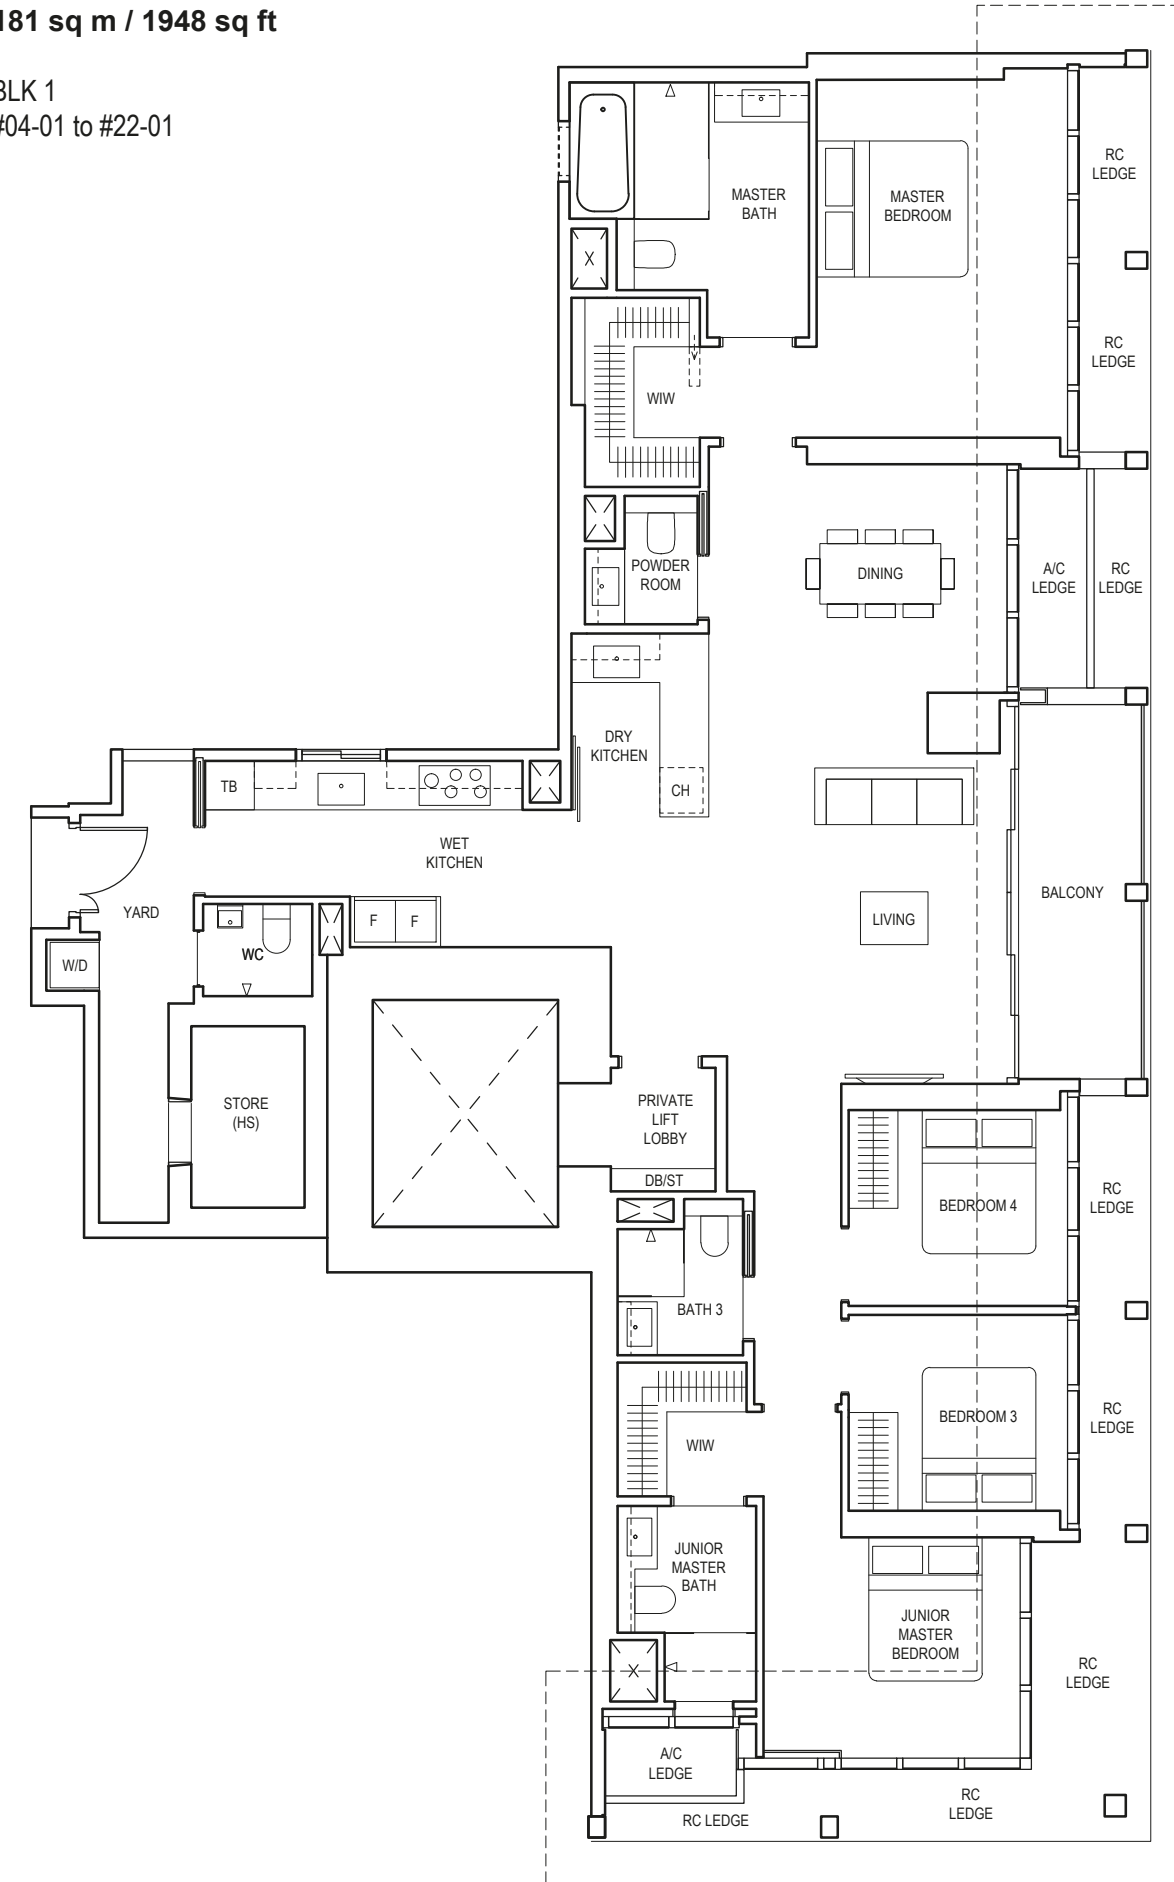 181 sq m / 1948 sq ft
BLK 1
#04-01 to #22-01
MASTER
BATH
MASTER
BEDROOM
RC
LEDGE
X
RC
LEDGE
WIW
POWDER
ROOM
DINING
A/C
LEDGE
RC
LEDGE
DRY
KITCHEN
TB
CH
WET
KITCHEN
BALCONY
YARD
F
F
LIVING
WC
W/D
STORE
(HS)
PRIVATE
LIFT
LOBBY
DB/ST
BEDROOM 4
RC
LEDGE
BATH 3
BEDROOM 3
RC
LEDGE
WIW
JUNIOR
MASTER
BATH
JUNIOR
MASTER
BEDROOM
X
RC
LEDGE
A/C
LEDGE
RC LEDGE
RC
LEDGE